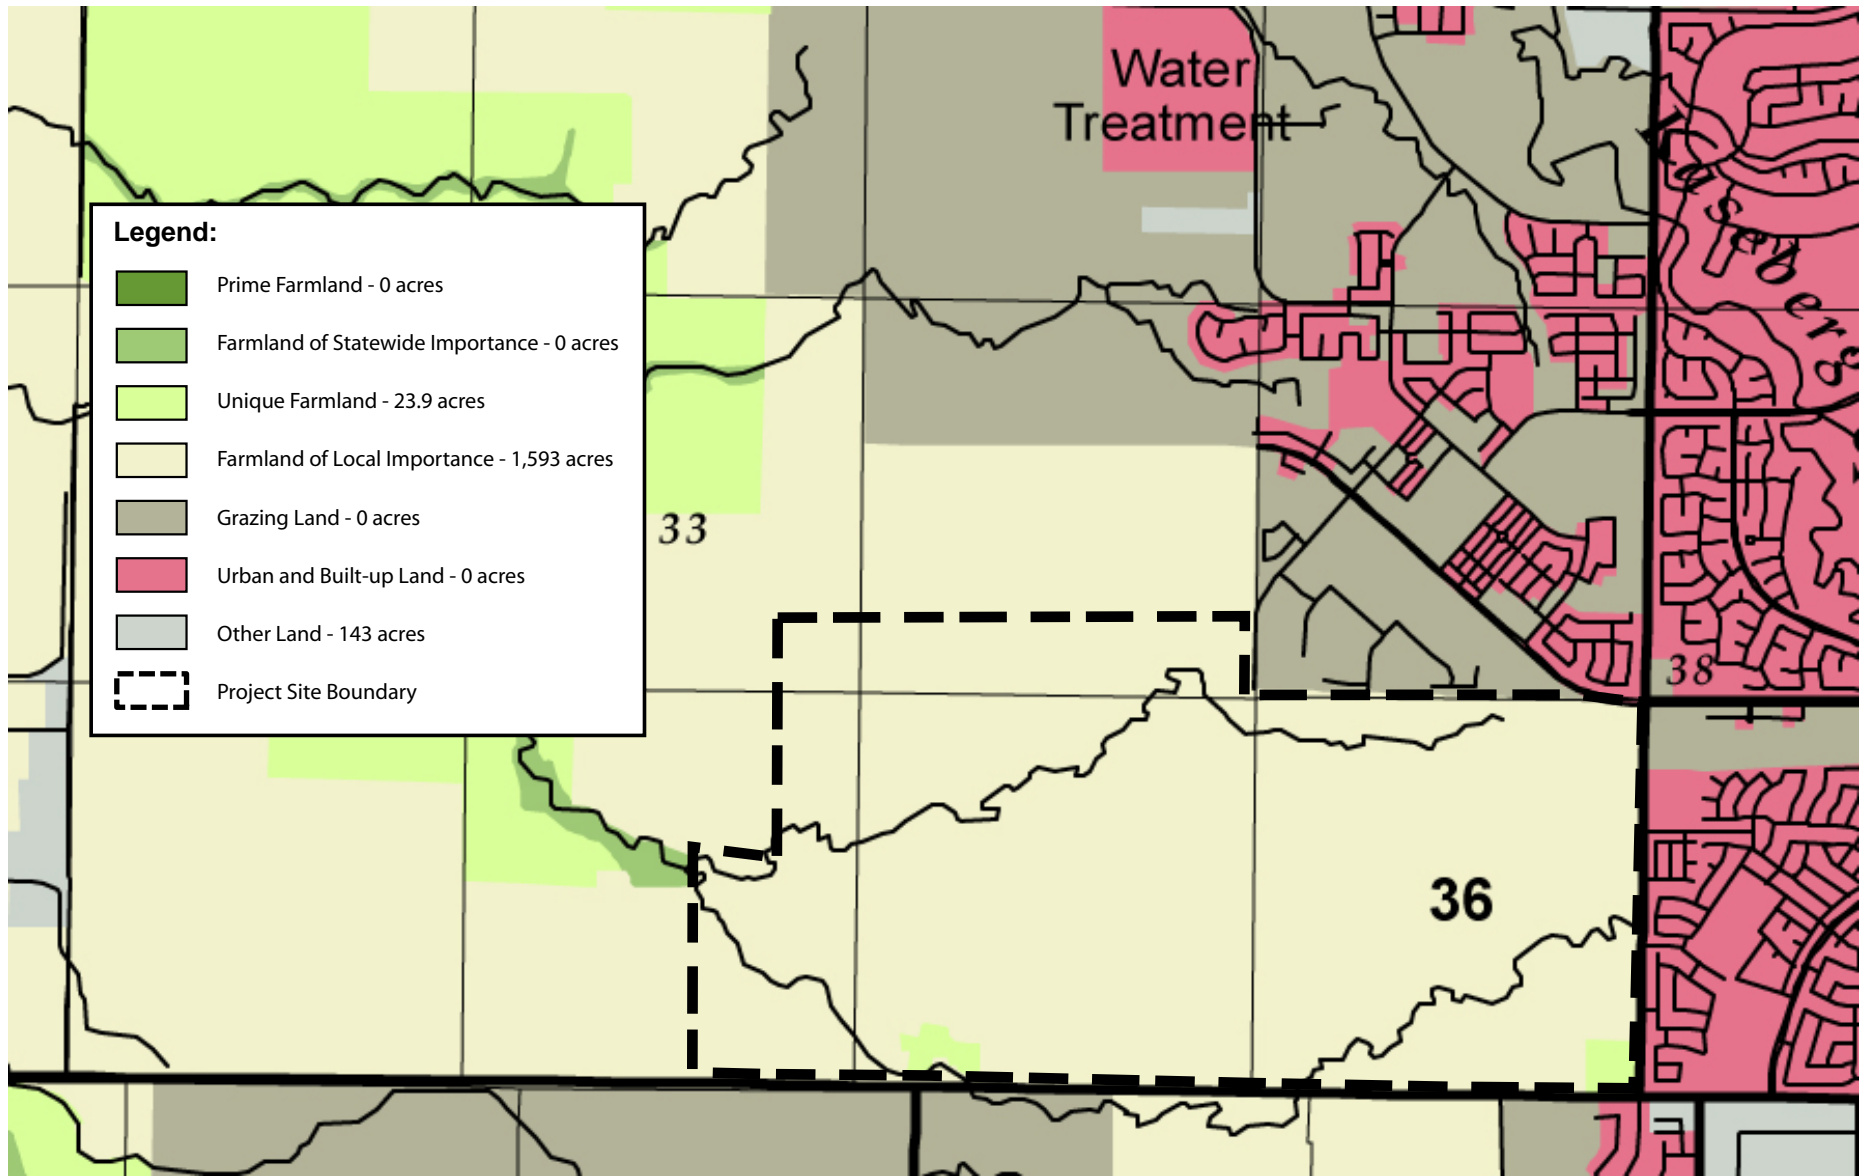 Water
Treatment
Legend:
Prime Farmland - 0 acres
Farmland of Statewide Importance - 0 acres
Unique Farmland - 23.9 acres
Farmland of Local Importance - 1,593 acres
Grazing Land - 0 acres
Urban and Built-up Land - 0 acres
Other Land - 143 acres
Project Site Boundary
33
38
36